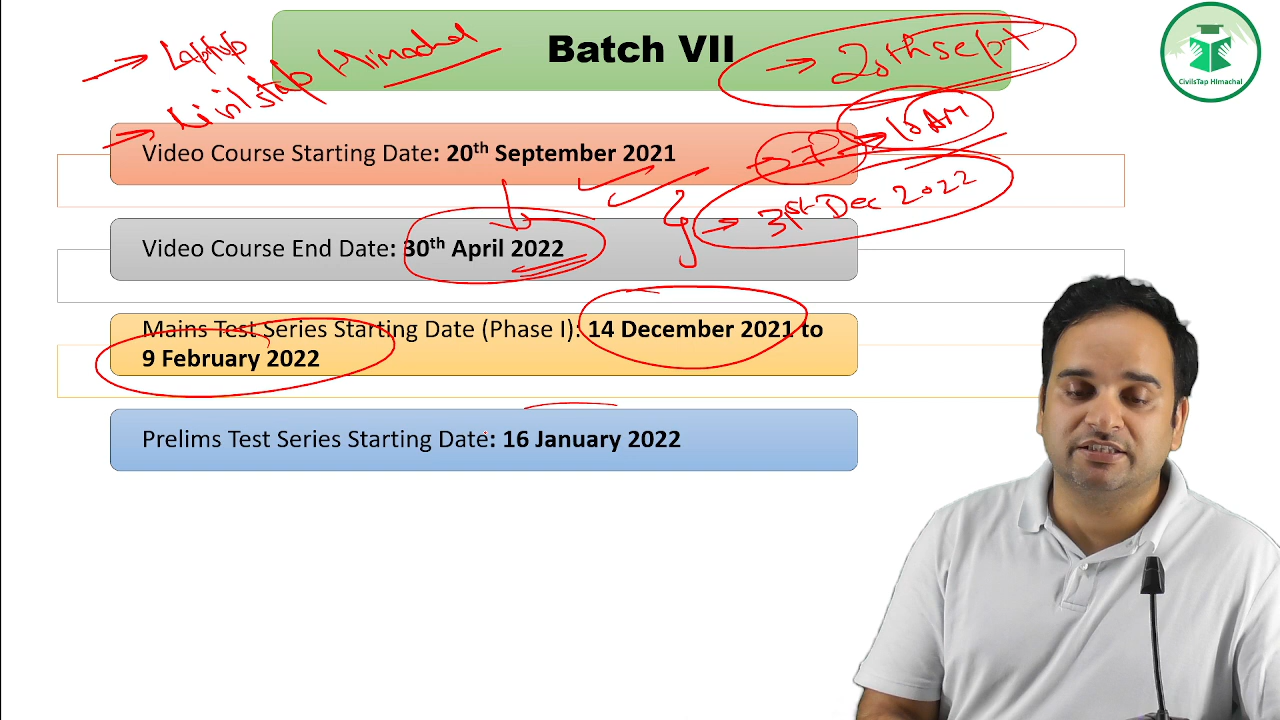 Batch VII
→ Laptop
→ Civilstap Himachal
→ 20th sept
CivilsTap HImachal
Video Course Starting Date: 20th September 2021
→ 10 AM
Video Course End Date: 30th April 2022
→ 31st Dec 2022
Mains Test Series Starting Date (Phase I): 14 December 2021 to
9 February 2022
Prelims Test Series Starting Date: 16 January 2022